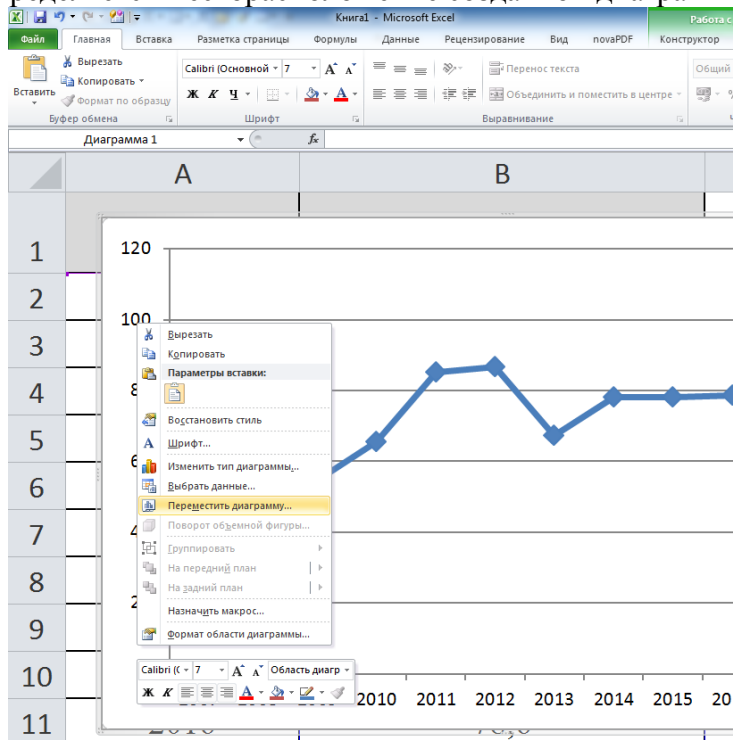 Книга1 - Microsoft Excel
Работа с
Файл Главная Вставка Разметка страницы Формулы Данные Рецензирование Вид novaPDF Конструктор
Вставить
Вырезать
Копировать
Формат по образцу
Буфер обмена
Calibri (Основной 7 A A
Ж К Ч А
Шрифт
Перенос текста
Объединить и поместить в центре
Выравнивание
Общий
Диаграмма 1 fx
A B
1
2
3
4
5
6
7
8
9
10
11
120
100
Вырезать
Копировать
Параметры вставки:
Восстановить стиль
А Шрифт...
Изменить тип диаграммы...
Выбрать данные...
Переместить диаграмму...
Поворот объемной фигуры...
Группировать
На передний план
На задний план
Назначить макрос...
Формат области диаграммы...
Calibri (С 7 A A Область диагр
Ж К А
2010 2011 2012 2013 2014 2015 20